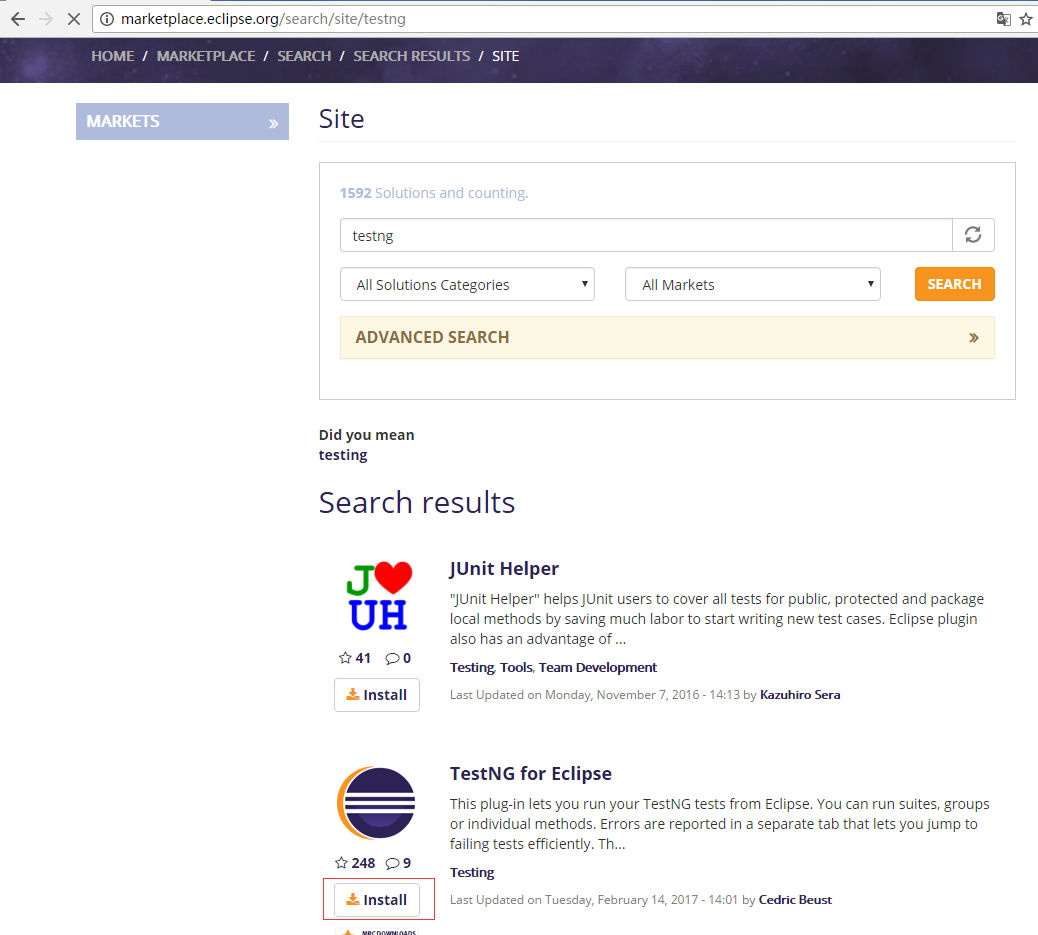 marketplace.eclipse.org/search/site/testng
HOME / MARKETPLACE / SEARCH / SEARCH RESULTS / SITE
MARKETS »
Site
1592 Solutions and counting.
testng
All Solutions Categories
All Markets
SEARCH
ADVANCED SEARCH »
Did you mean
testing
Search results
J
UH
41 0
Install
JUnit Helper
"JUnit Helper" helps JUnit users to cover all tests for public, protected and package
local methods by saving much labor to start writing new test cases. Eclipse plugin
also has an advantage of ...
Testing, Tools, Team Development
Last Updated on Monday, November 7, 2016 - 14:13 by Kazuhiro Sera
248 9
Install
TestNG for Eclipse
This plug-in lets you run your TestNG tests from Eclipse. You can run suites, groups
or individual methods. Errors are reported in a separate tab that lets you jump to
failing tests efficiently. Th...
Testing
Last Updated on Tuesday, February 14, 2017 - 14:01 by Cedric Beust
MPC DOWNLOADS